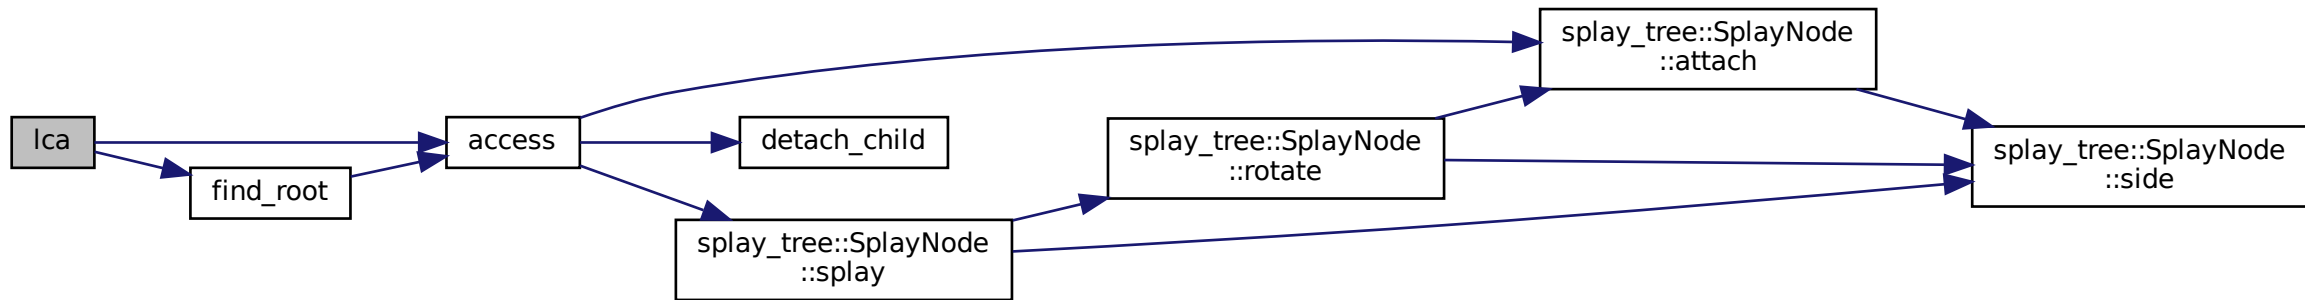 lca
find_root
access
detach_child
splay_tree::SplayNode
::splay
splay_tree::SplayNode
::rotate
splay_tree::SplayNode
::attach
splay_tree::SplayNode
::side